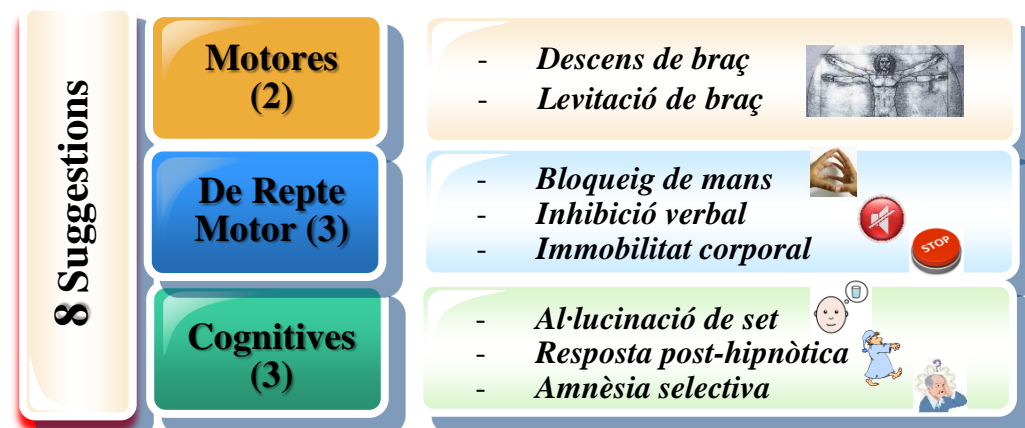 8 Suggestions
Motores
(2)
- Descens de braç
- Levitació de braç
De Repte
Motor (3)
- Bloqueig de mans
- Inhibició verbal
- Immobilitat corporal
STOP
Cognitives
(3)
- Al·lucinació de set
- Resposta post-hipnòtica
- Amnèsia selectiva